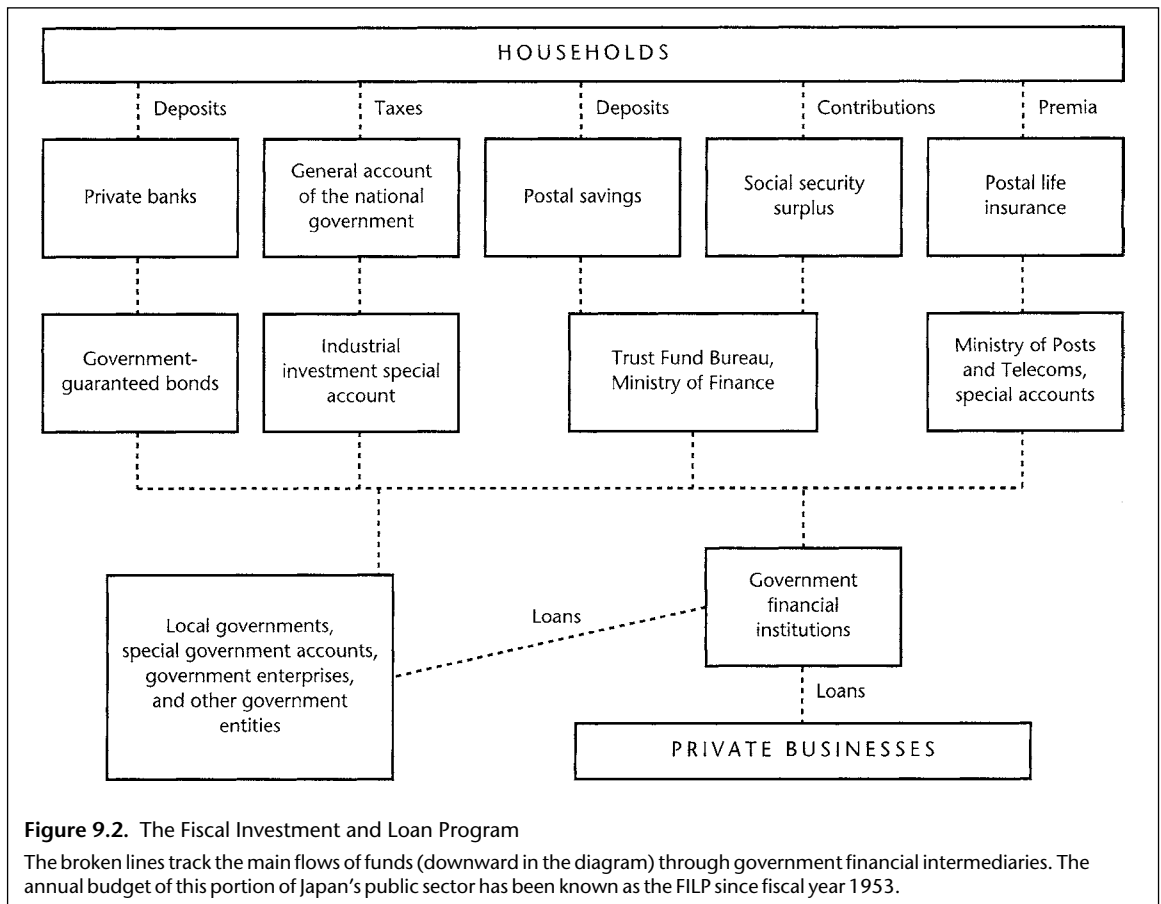 HOUSEHOLDS
Deposits
Taxes
Deposits
Contributions
Premia
Private banks
General account
of the national
government
Postal savings
Social security
surplus
Postal life
insurance
Government-
guaranteed bonds
Industrial
investment special
account
Trust Fund Bureau,
Ministry of Finance
Ministry of Posts
and Telecoms,
special accounts
Local governments,
special government accounts,
government enterprises,
and other government
entities
Loans
Government
financial
institutions
Loans
PRIVATE BUSINESSES
Figure 9.2. The Fiscal Investment and Loan Program
The broken lines track the main flows of funds (downward in the diagram) through government financial intermediaries. The
annual budget of this portion of Japan's public sector has been known as the FILP since fiscal year 1953.